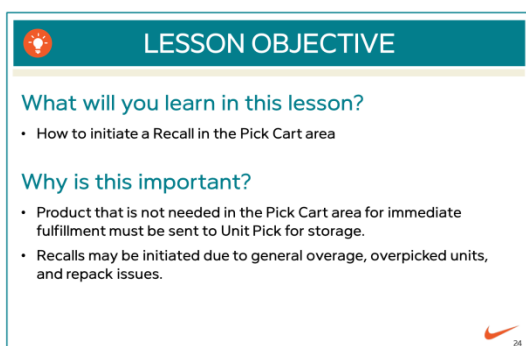 LESSON OBJECTIVE
What will you learn in this lesson?
• How to initiate a Recall in the Pick Cart area
Why is this important?
• Product that is not needed in the Pick Cart area for immediate
fulfillment must be sent to Unit Pick for storage.
• Recalls may be initiated due to general overage, overpicked units,
and repack issues.
24